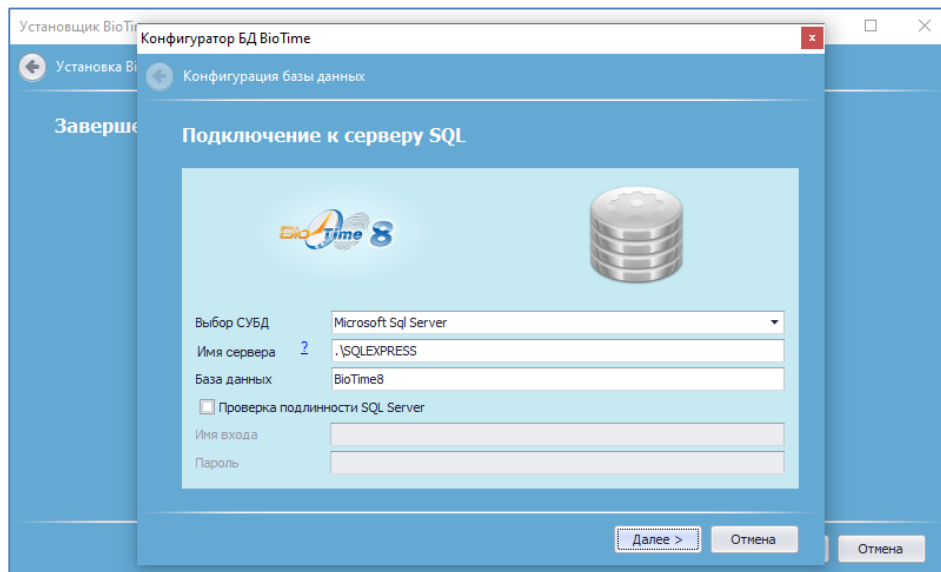 Установщик BioTi
Конфигуратор БД BioTime
x
Установка Bi
Конфигурация базы данных
Заверше
Подключение к серверу SQL
BioTime 8
Выбор СУБД
Microsoft Sql Server
Имя сервера ? .\SQLEXPRESS
База данных BioTime8
Проверка подлинности SQL Server
Имя входа
Пароль
Далее > Отмена
Отмена